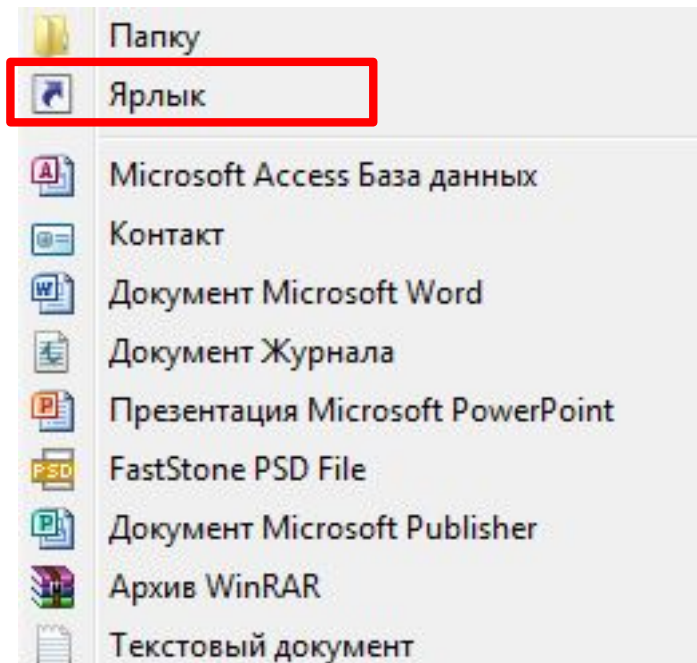 Папку
Ярлык
Microsoft Access База данных
Контакт
Документ Microsoft Word
Документ Журнала
Презентация Microsoft PowerPoint
FastStone PSD File
Документ Microsoft Publisher
Архив WinRAR
Текстовый документ